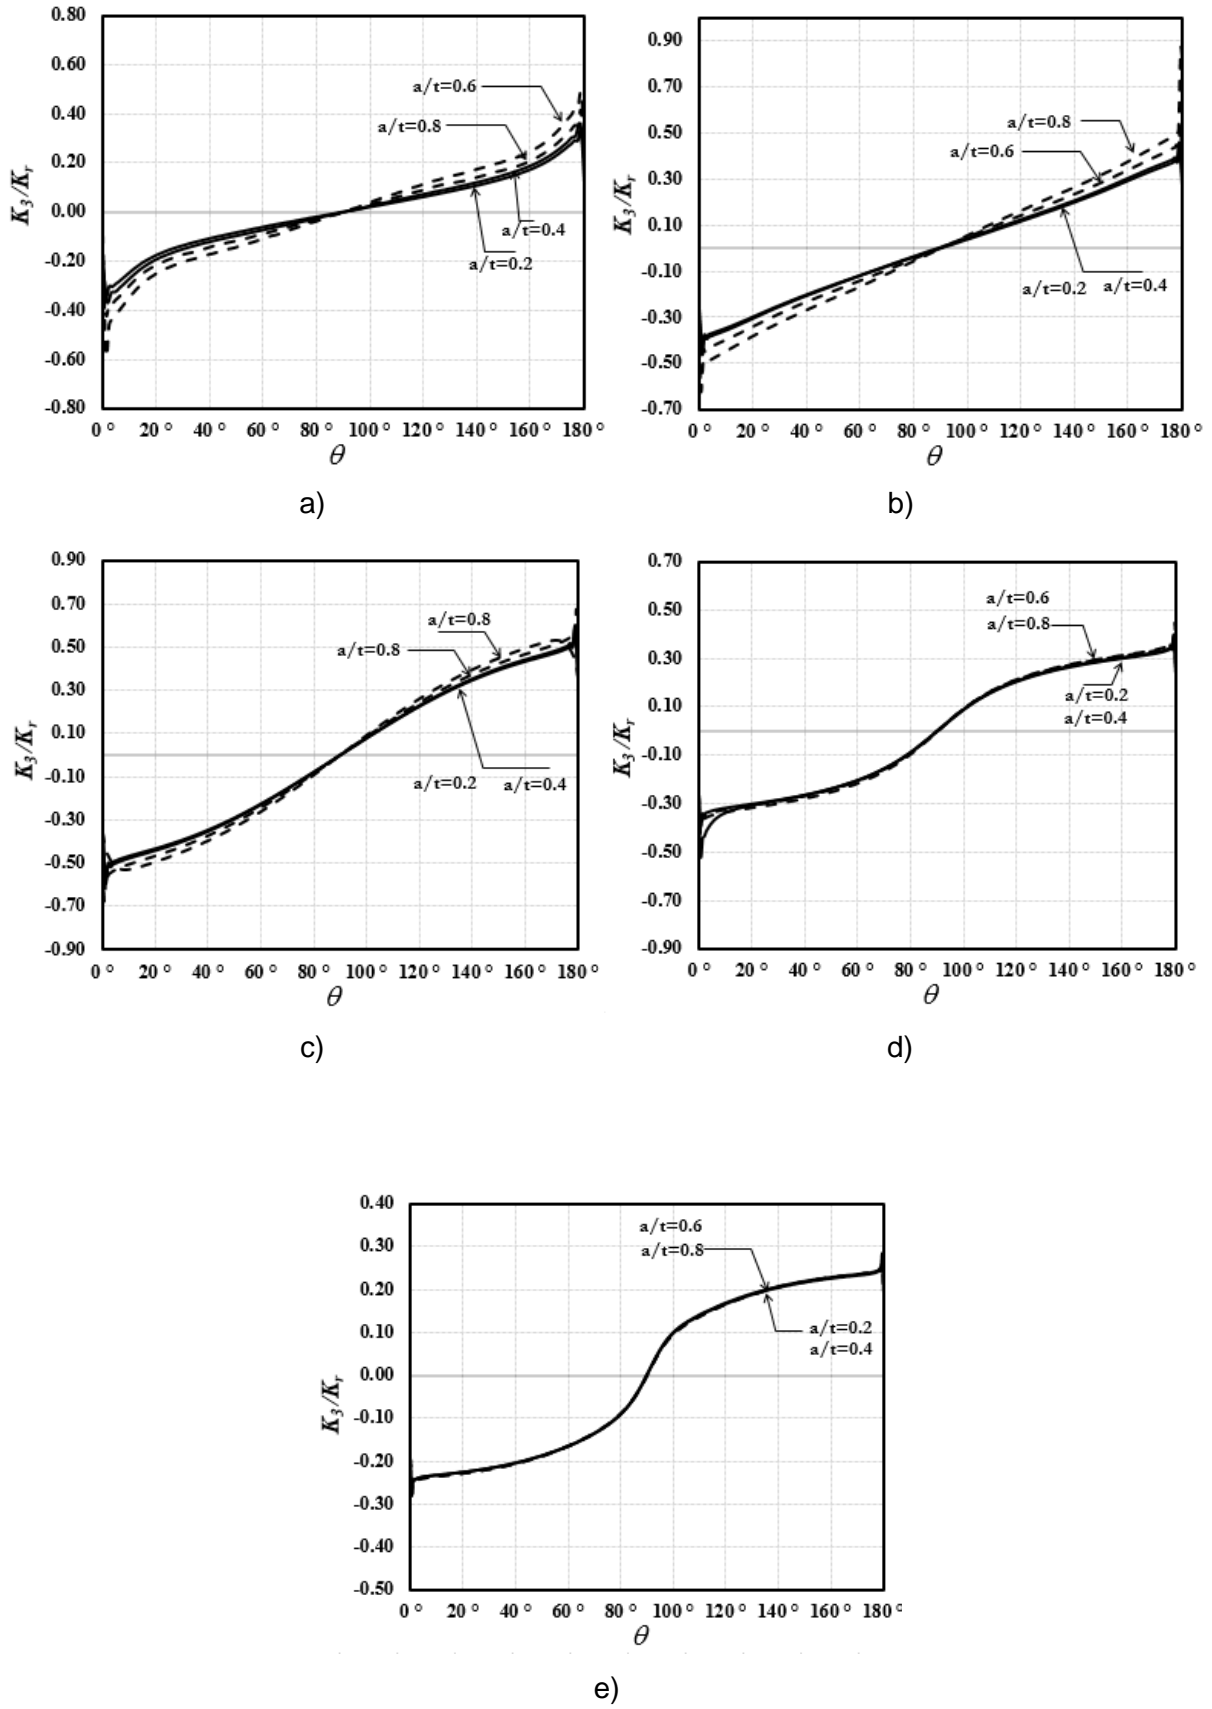 0.80
0.60
0.40
0.20
0.00
-0.20
-0.40
-0.60
-0.80
K₃/Kᵣ
a/t=0.6
a/t=0.8
a/t=0.4
a/t=0.2
0 ° 20 ° 40 ° 60 ° 80 ° 100 ° 120 ° 140 ° 160 ° 180 °
θ
a)
0.90
0.70
0.50
0.30
0.10
-0.10
-0.30
-0.50
-0.70
K₃/Kᵣ
a/t=0.8
a/t=0.6
a/t=0.2 a/t=0.4
0 ° 20 ° 40 ° 60 ° 80 ° 100 ° 120 ° 140 ° 160 ° 180 °
θ
b)
0.90
0.70
0.50
0.30
0.10
-0.10
-0.30
-0.50
-0.70
-0.90
K₃/Kᵣ
a/t=0.8
a/t=0.8
a/t=0.2 a/t=0.4
0 ° 20 ° 40 ° 60 ° 80 ° 100 ° 120 ° 140 ° 160 ° 180 °
θ
c)
0.70
0.50
0.30
0.10
-0.10
-0.30
-0.50
-0.70
-0.90
K₃/Kᵣ
a/t=0.6
a/t=0.8
a/t=0.2
a/t=0.4
0 ° 20 ° 40 ° 60 ° 80 ° 100 ° 120 ° 140 ° 160 ° 180 °
θ
d)
0.40
0.30
0.20
0.10
0.00
-0.10
-0.20
-0.30
-0.40
-0.50
K₃/Kᵣ
a/t=0.6
a/t=0.8
a/t=0.2
a/t=0.4
0 ° 20 ° 40 ° 60 ° 80 ° 100 ° 120 ° 140 ° 160 ° 180 °
θ
e)